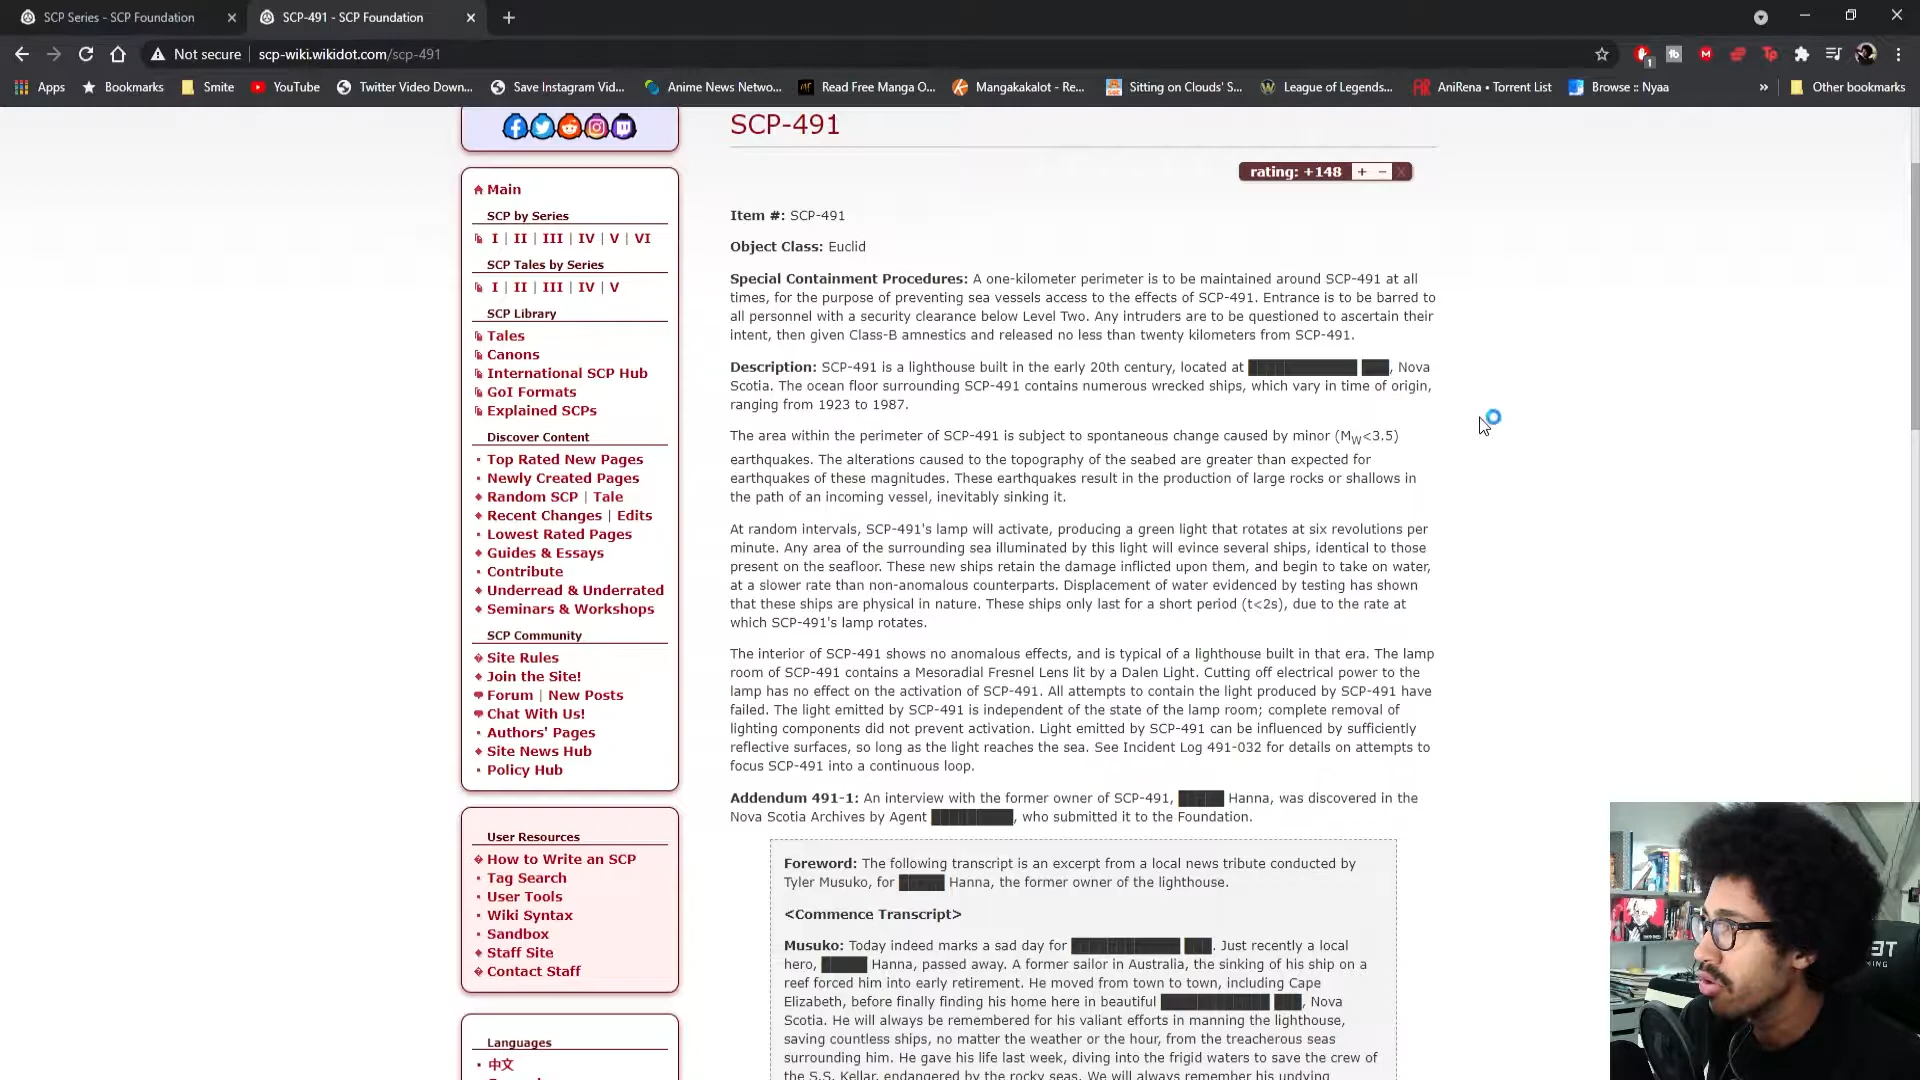 SCP Series - SCP Foundation
SCP-491 - SCP Foundation
Not secure
scp-wiki.wikidot.com/scp-491
Apps
Bookmarks
Smite
YouTube
Twitter Video Down...
Save Instagram Vid...
Anime News Netwo...
Read Free Manga O...
Mangakakalot - Re...
Sitting on Clouds' S...
League of Legends...
AniRena • Torrent List
Browse :: Nyaa
»
Other bookmarks
Main
SCP by Series
I | II | III | IV | V | VI
SCP Tales by Series
I | II | III | IV | V
SCP Library
Tales
Canons
International SCP Hub
GoI Formats
Explained SCPs
Discover Content
Top Rated New Pages
Newly Created Pages
Random SCP | Tale
Recent Changes | Edits
Lowest Rated Pages
Guides & Essays
Contribute
Underread & Underrated
Seminars & Workshops
SCP Community
Site Rules
Join the Site!
Forum | New Posts
Chat With Us!
Authors' Pages
Site News Hub
Policy Hub
User Resources
How to Write an SCP
Tag Search
User Tools
Wiki Syntax
Sandbox
Staff Site
Contact Staff
Languages
中文
SCP-491
rating: +148 + − X
Item #: SCP-491
Object Class: Euclid
Special Containment Procedures: A one-kilometer perimeter is to be maintained around SCP-491 at all
times, for the purpose of preventing sea vessels access to the effects of SCP-491. Entrance is to be barred to
all personnel with a security clearance below Level Two. Any intruders are to be questioned to ascertain their
intent, then given Class-B amnestics and released no less than twenty kilometers from SCP-491.
Description: SCP-491 is a lighthouse built in the early 20th century, located at ████████████ ███, Nova
Scotia. The ocean floor surrounding SCP-491 contains numerous wrecked ships, which vary in time of origin,
ranging from 1923 to 1987.
The area within the perimeter of SCP-491 is subject to spontaneous change caused by minor (MW<3.5)
earthquakes. The alterations caused to the topography of the seabed are greater than expected for
earthquakes of these magnitudes. These earthquakes result in the production of large rocks or shallows in
the path of an incoming vessel, inevitably sinking it.
At random intervals, SCP-491's lamp will activate, producing a green light that rotates at six revolutions per
minute. Any area of the surrounding sea illuminated by this light will evince several ships, identical to those
present on the seafloor. These new ships retain the damage inflicted upon them, and begin to take on water,
at a slower rate than non-anomalous counterparts. Displacement of water evidenced by testing has shown
that these ships are physical in nature. These ships only last for a short period (t<2s), due to the rate at
which SCP-491's lamp rotates.
The interior of SCP-491 shows no anomalous effects, and is typical of a lighthouse built in that era. The lamp
room of SCP-491 contains a Mesoradial Fresnel Lens lit by a Dalen Light. Cutting off electrical power to the
lamp has no effect on the activation of SCP-491. All attempts to contain the light produced by SCP-491 have
failed. The light emitted by SCP-491 is independent of the state of the lamp room; complete removal of
lighting components did not prevent activation. Light emitted by SCP-491 can be influenced by sufficiently
reflective surfaces, so long as the light reaches the sea. See Incident Log 491-032 for details on attempts to
focus SCP-491 into a continuous loop.
Addendum 491-1: An interview with the former owner of SCP-491, █████ Hanna, was discovered in the
Nova Scotia Archives by Agent █████████, who submitted it to the Foundation.
Foreword: The following transcript is an excerpt from a local news tribute conducted by
Tyler Musuko, for █████ Hanna, the former owner of the lighthouse.
<Commence Transcript>
Musuko: Today indeed marks a sad day for ████████████ ███. Just recently a local
hero, █████ Hanna, passed away. A former sailor in Australia, the sinking of his ship on a
reef forced him into early retirement. He moved from town to town, including Cape
Elizabeth, before finally finding his home here in beautiful ████████████ ███, Nova
Scotia. He will always be remembered for his valiant efforts in manning the lighthouse,
saving countless ships, no matter the weather or the hour, from the treacherous seas
surrounding him. He gave his life last week, diving into the frigid waters to save the crew of
the S.S. Kellar, endangered by the rocky seas. We will always remember his undying